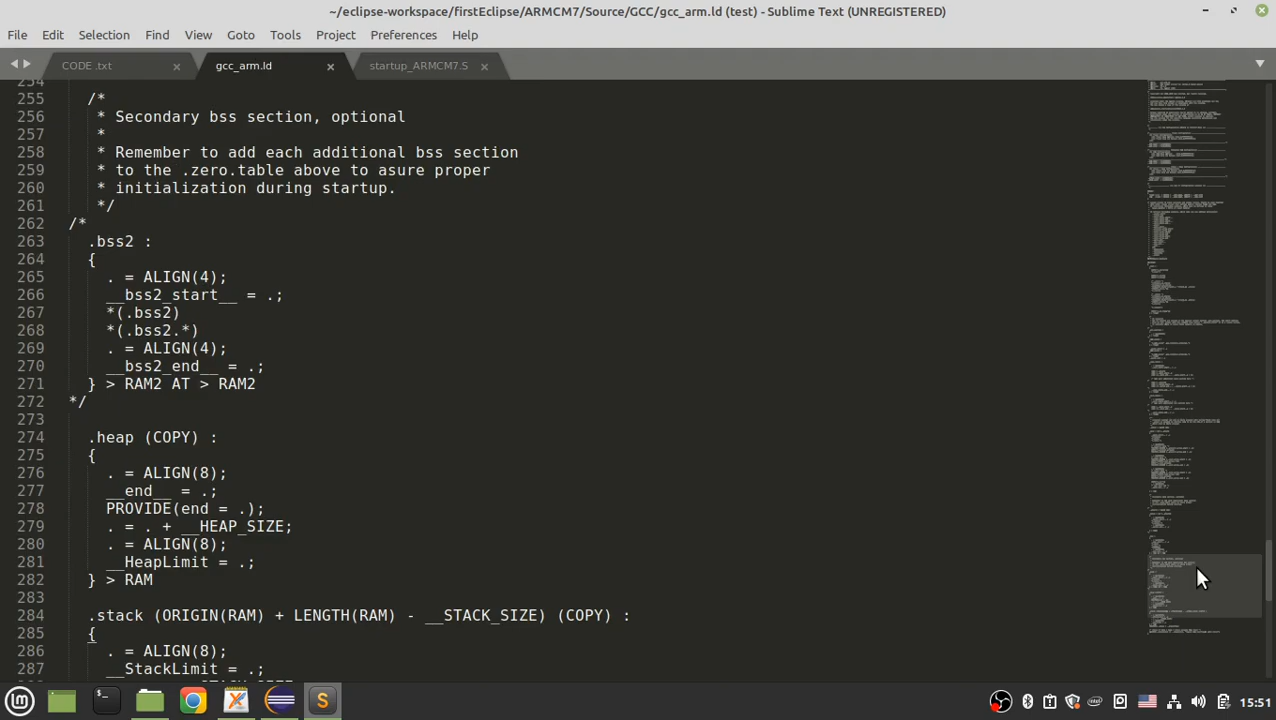 ~/eclipse-workspace/firstEclipse/ARMCM7/Source/GCC/gcc_arm.ld (test) - Sublime Text (UNREGISTERED)
File Edit Selection Find View Goto Tools Project Preferences Help
CODE .txt gcc_arm.ld startup_ARMCM7.S
254
255 /*
256 * Secondary bss section, optional
257 *
258 * Remember to add each additional bss section
259 * to the .zero.table above to asure proper
260 * initialization during startup.
261 */
262 /*
263 .bss2 :
264 {
265 . = ALIGN(4);
266 __bss2_start__ = .;
267 *(.bss2)
268 *(.bss2.*)
269 . = ALIGN(4);
270 __bss2_end__ = .;
271 } > RAM2 AT > RAM2
272 */
273
274 .heap (COPY) :
275 {
276 . = ALIGN(8);
277 __end__ = .;
278 PROVIDE(end = .);
279 . = . + __HEAP_SIZE;
280 . = ALIGN(8);
281 __HeapLimit = .;
282 } > RAM
283
284 .stack (ORIGIN(RAM) + LENGTH(RAM) - __STACK_SIZE) (COPY) :
285 {
286 . = ALIGN(8);
287 __StackLimit = .;
15:51